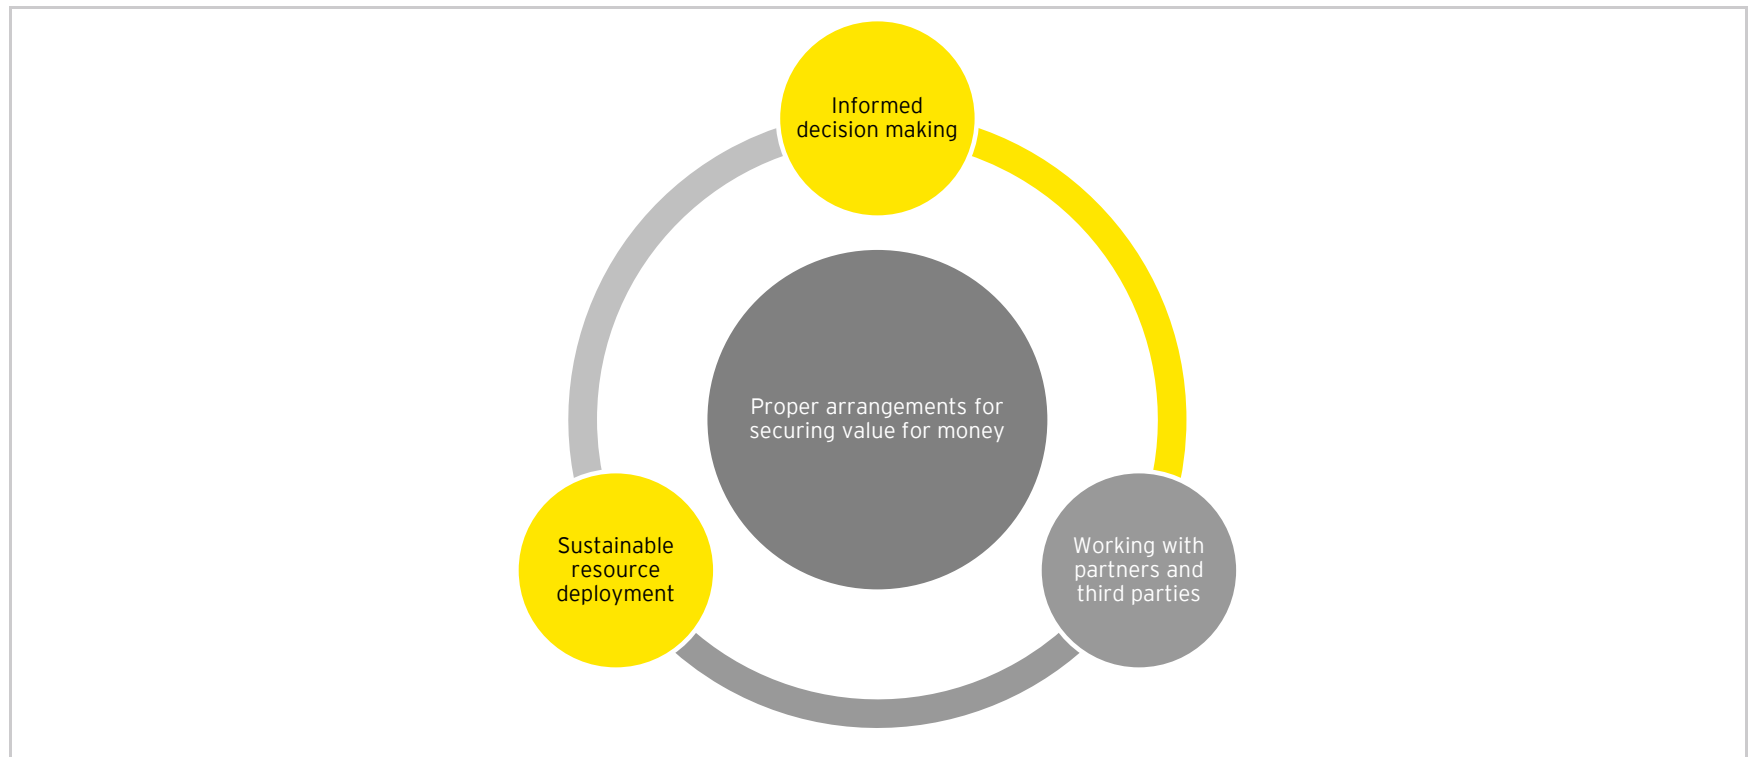 Informed
decision making
Proper arrangements for
securing value for money
Sustainable
resource
deployment
Working with
partners and
third parties